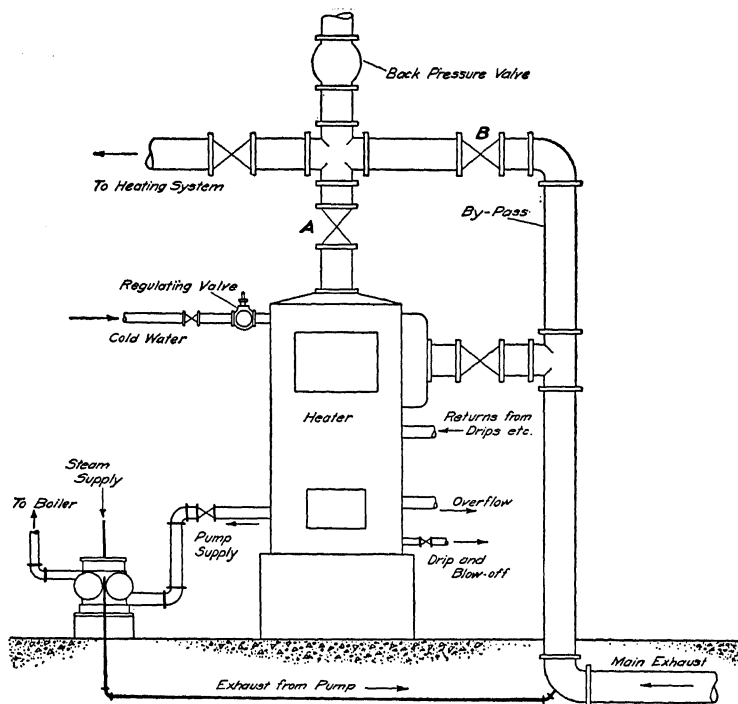 Back Pressure Valve
B
To Heating System
By-Pass
A
Regulating Valve
Cold Water
Heater
Returns from
Drips etc.
Steam
Supply
To Boiler
Overflow
Pump
Supply
Drip and
Blow-off
Main Exhaust
Exhaust from Pump